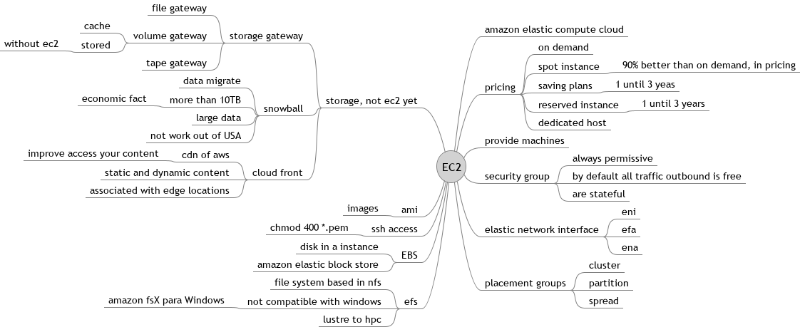 EC2
amazon elastic compute cloud
pricing
on demand
spot instance
90% better than on demand, in pricing
saving plans
1 until 3 yeas
reserved instance
1 until 3 years
dedicated host
provide machines
security group
always permissive
by default all traffic outbound is free
are stateful
elastic network interface
eni
efa
ena
placement groups
cluster
partition
spread
storage, not ec2 yet
storage gateway
file gateway
volume gateway
cache
stored
without ec2
tape gateway
snowball
data migrate
more than 10TB
economic fact
large data
not work out of USA
cloud front
cdn of aws
improve access your content
static and dynamic content
associated with edge locations
ami
images
ssh access
chmod 400 *.pem
EBS
disk in a instance
amazon elastic block store
efs
file system based in nfs
not compatible with windows
amazon fsX para Windows
lustre to hpc